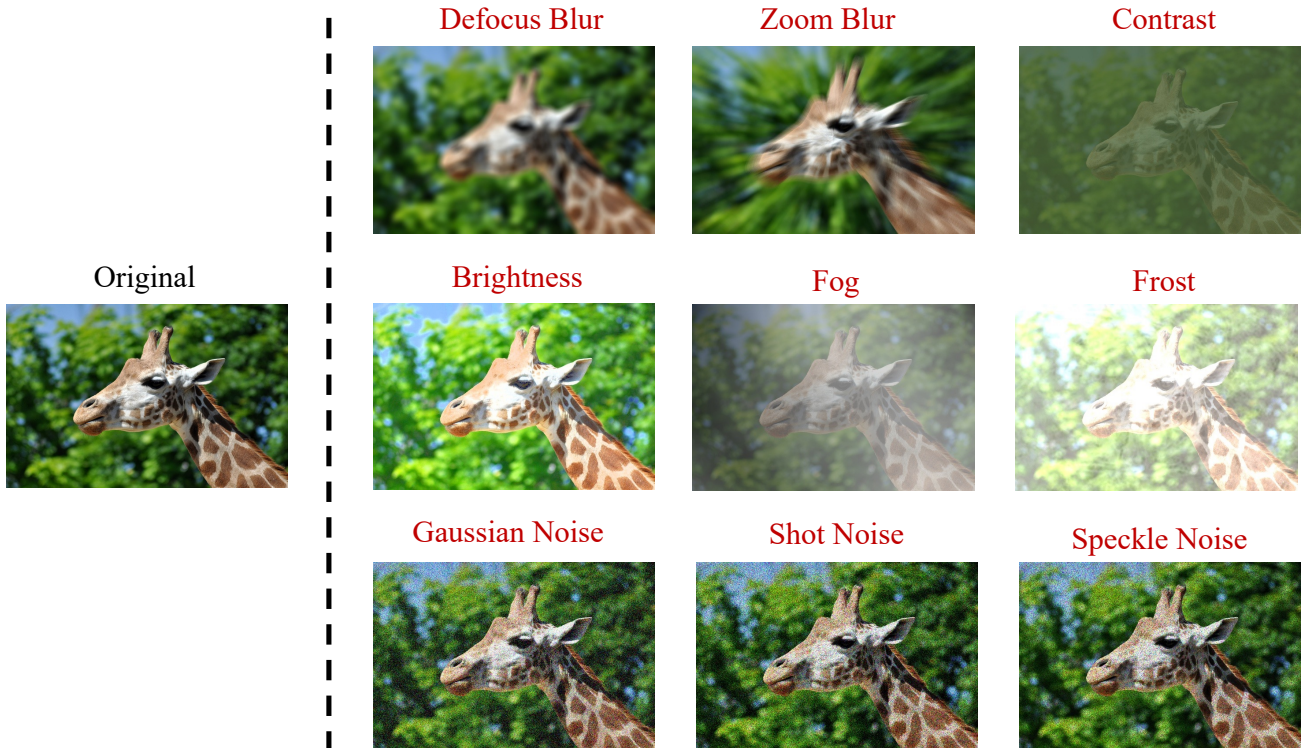 Defocus Blur
Zoom Blur
Contrast
Original
Brightness
Fog
Frost
Gaussian Noise
Shot Noise
Speckle Noise